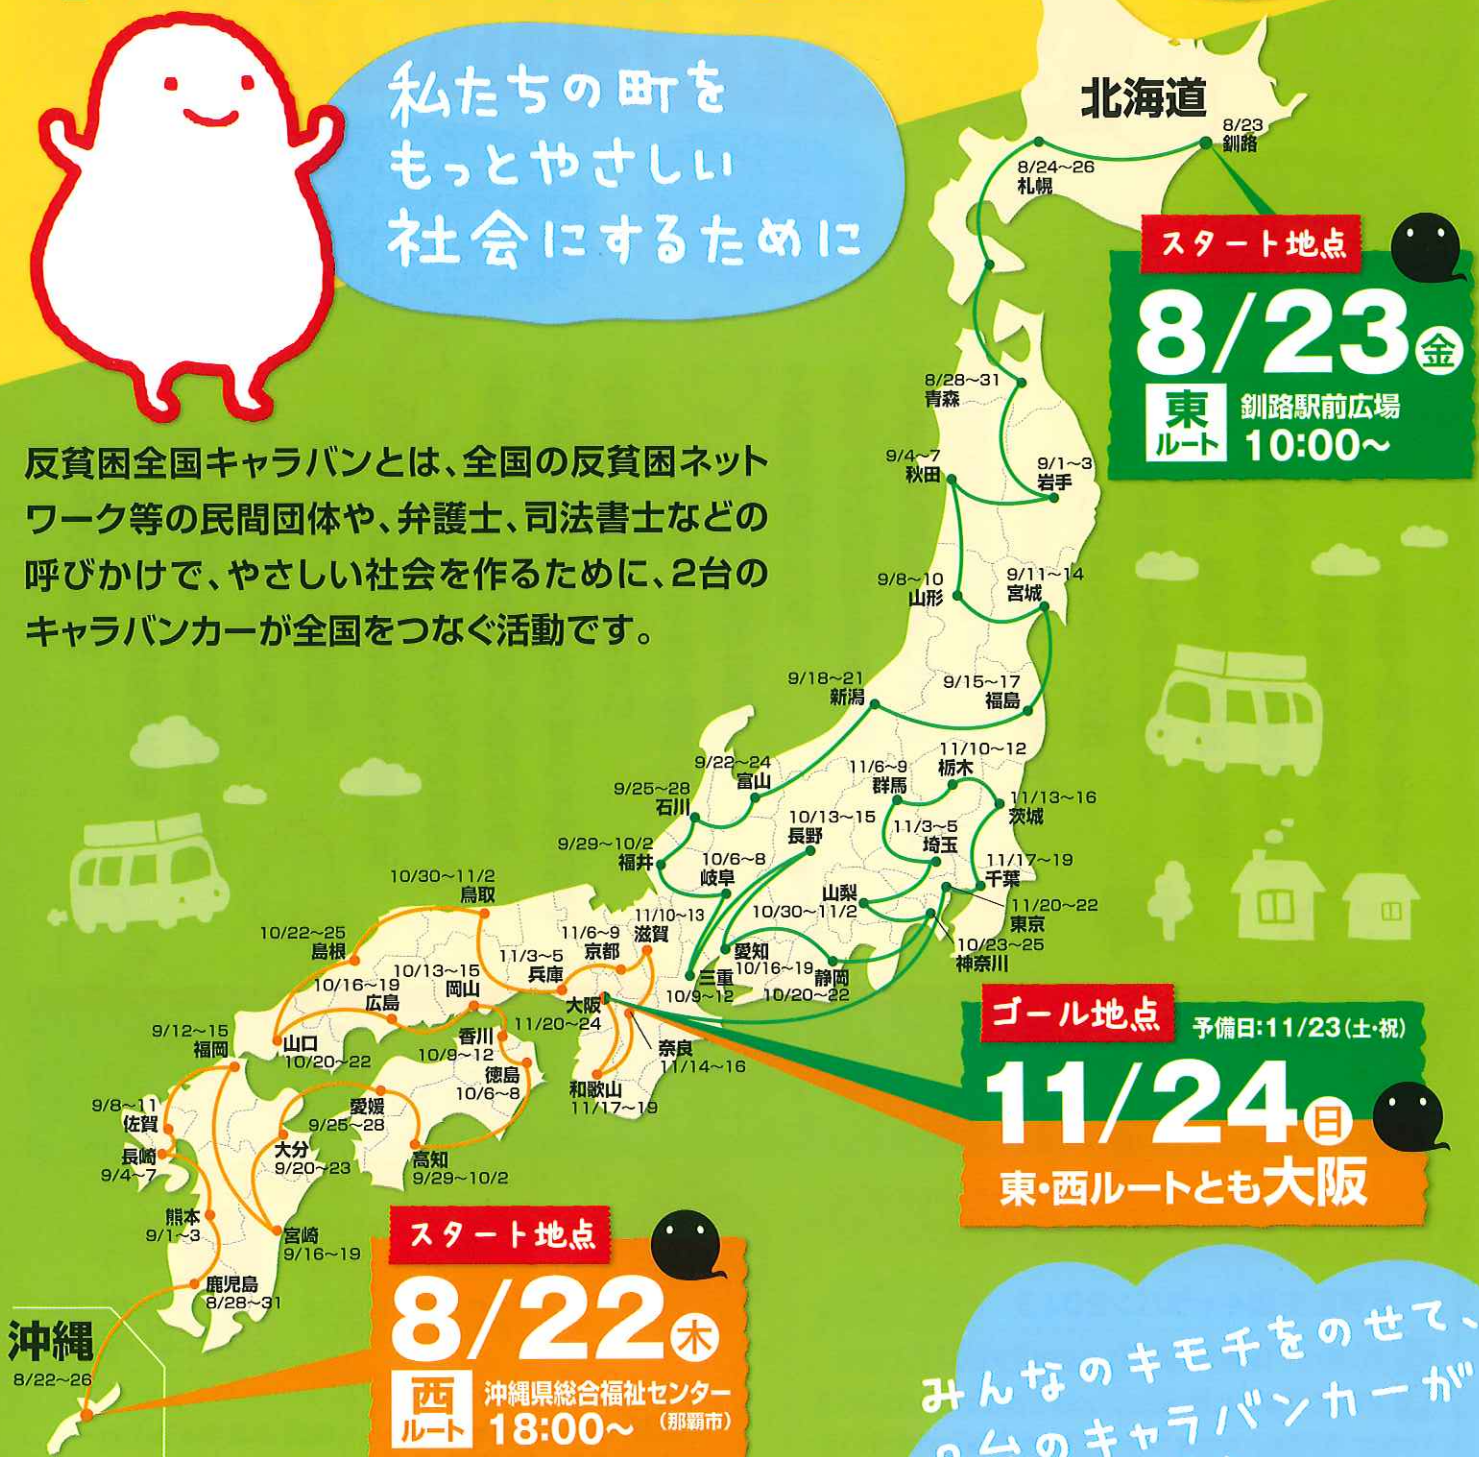 私たちの町を
もっとやさしい
社会にするために
北海道
8/23
釧路
8/24~26
札幌
スタート地点
8/23金
東
ルート
釧路駅前広場
10:00~
反貧困全国キャラバンとは、全国の反貧困ネット
ワーク等の民間団体や、弁護士、司法書士などの
呼びかけで、やさしい社会を作るために、2台の
キャラバンカーが全国をつなぐ活動です。
8/28~31
青森
9/4~7
秋田
9/1~3
岩手
9/8~10
山形
9/11~14
宮城
9/18~21
新潟
9/15~17
福島
9/22~24
富山
9/25~28
石川
9/29~10/2
福井
10/6~8
岐阜
10/13~15
長野
11/6~9
群馬
11/10~12
栃木
11/13~16
茨城
11/3~5
埼玉
11/17~19
千葉
山梨
10/30~11/2
11/20~22
東京
10/23~25
神奈川
愛知
10/16~19
静岡
10/20~22
三重
10/9~12
10/30~11/2
鳥取
10/22~25
島根
11/10~13
滋賀
11/6~9
京都
11/3~5
兵庫
10/13~15
岡山
10/16~19
広島
大阪
11/20~24
山口
10/20~22
香川
10/9~12
徳島
10/6~8
奈良
11/14~16
和歌山
11/17~19
9/12~15
福岡
9/8~11
佐賀
長崎
9/4~7
愛媛
9/25~28
大分
9/20~23
高知
9/29~10/2
熊本
9/1~3
宮崎
9/16~19
鹿児島
8/28~31
沖縄
8/22~26
ゴール地点
予備日:11/23(土・祝)
11/24日
東・西ルートとも大阪
スタート地点
8/22木
西
ルート
沖縄県総合福祉センター
18:00~
(那覇市)
みんなのキモチをのせて、
のキャラバンカーが